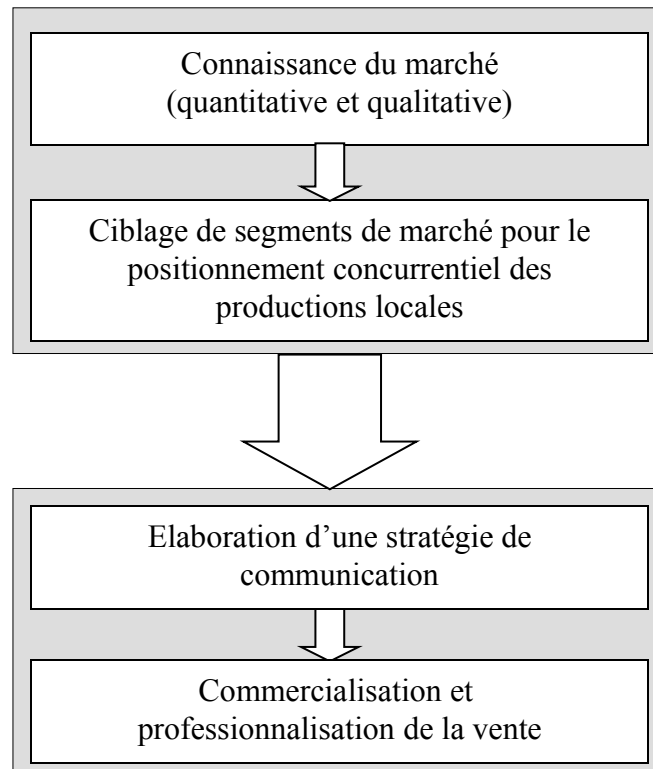 Connaissance du marché
(quantitative et qualitative)
Ciblage de segments de marché pour le
positionnement concurrentiel des
productions locales
Elaboration d’une stratégie de
communication
Commercialisation et
professionnalisation de la vente